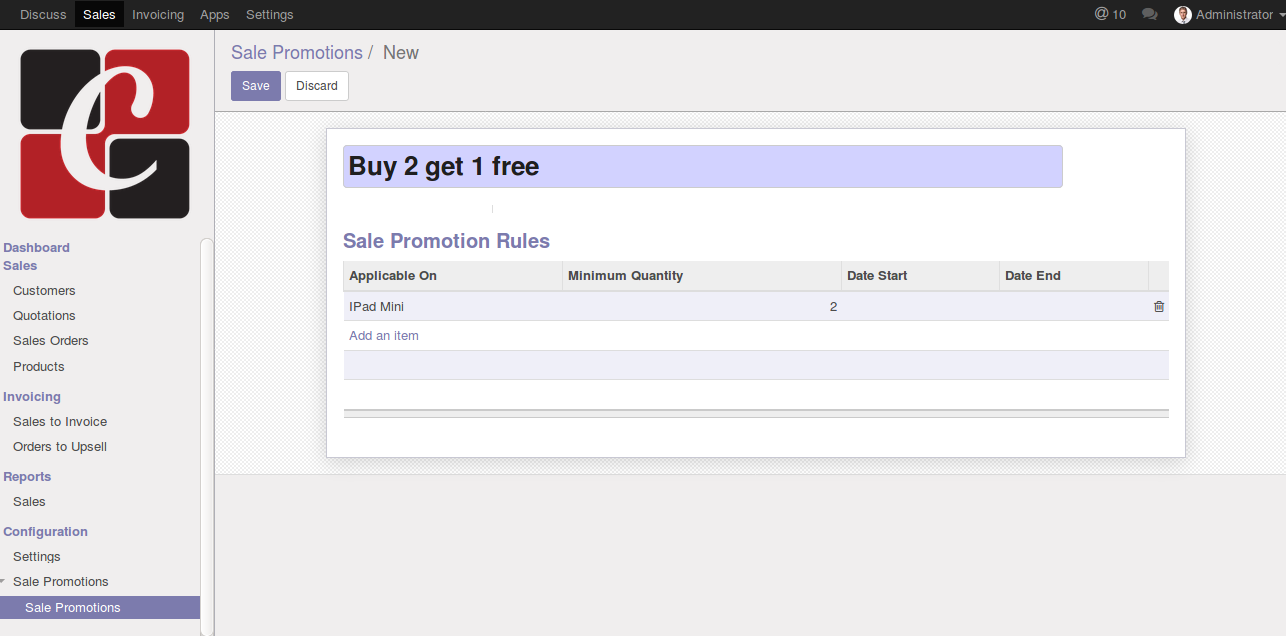 Discuss Sales Invoicing Apps Settings @ 10 Administrator
C
Sale Promotions / New
Save Discard
Buy 2 get 1 free
Sale Promotion Rules
Applicable On Minimum Quantity Date Start Date End
IPad Mini 2
Add an item
Dashboard
Sales
Customers
Quotations
Sales Orders
Products
Invoicing
Sales to Invoice
Orders to Upsell
Reports
Sales
Configuration
Settings
Sale Promotions
Sale Promotions